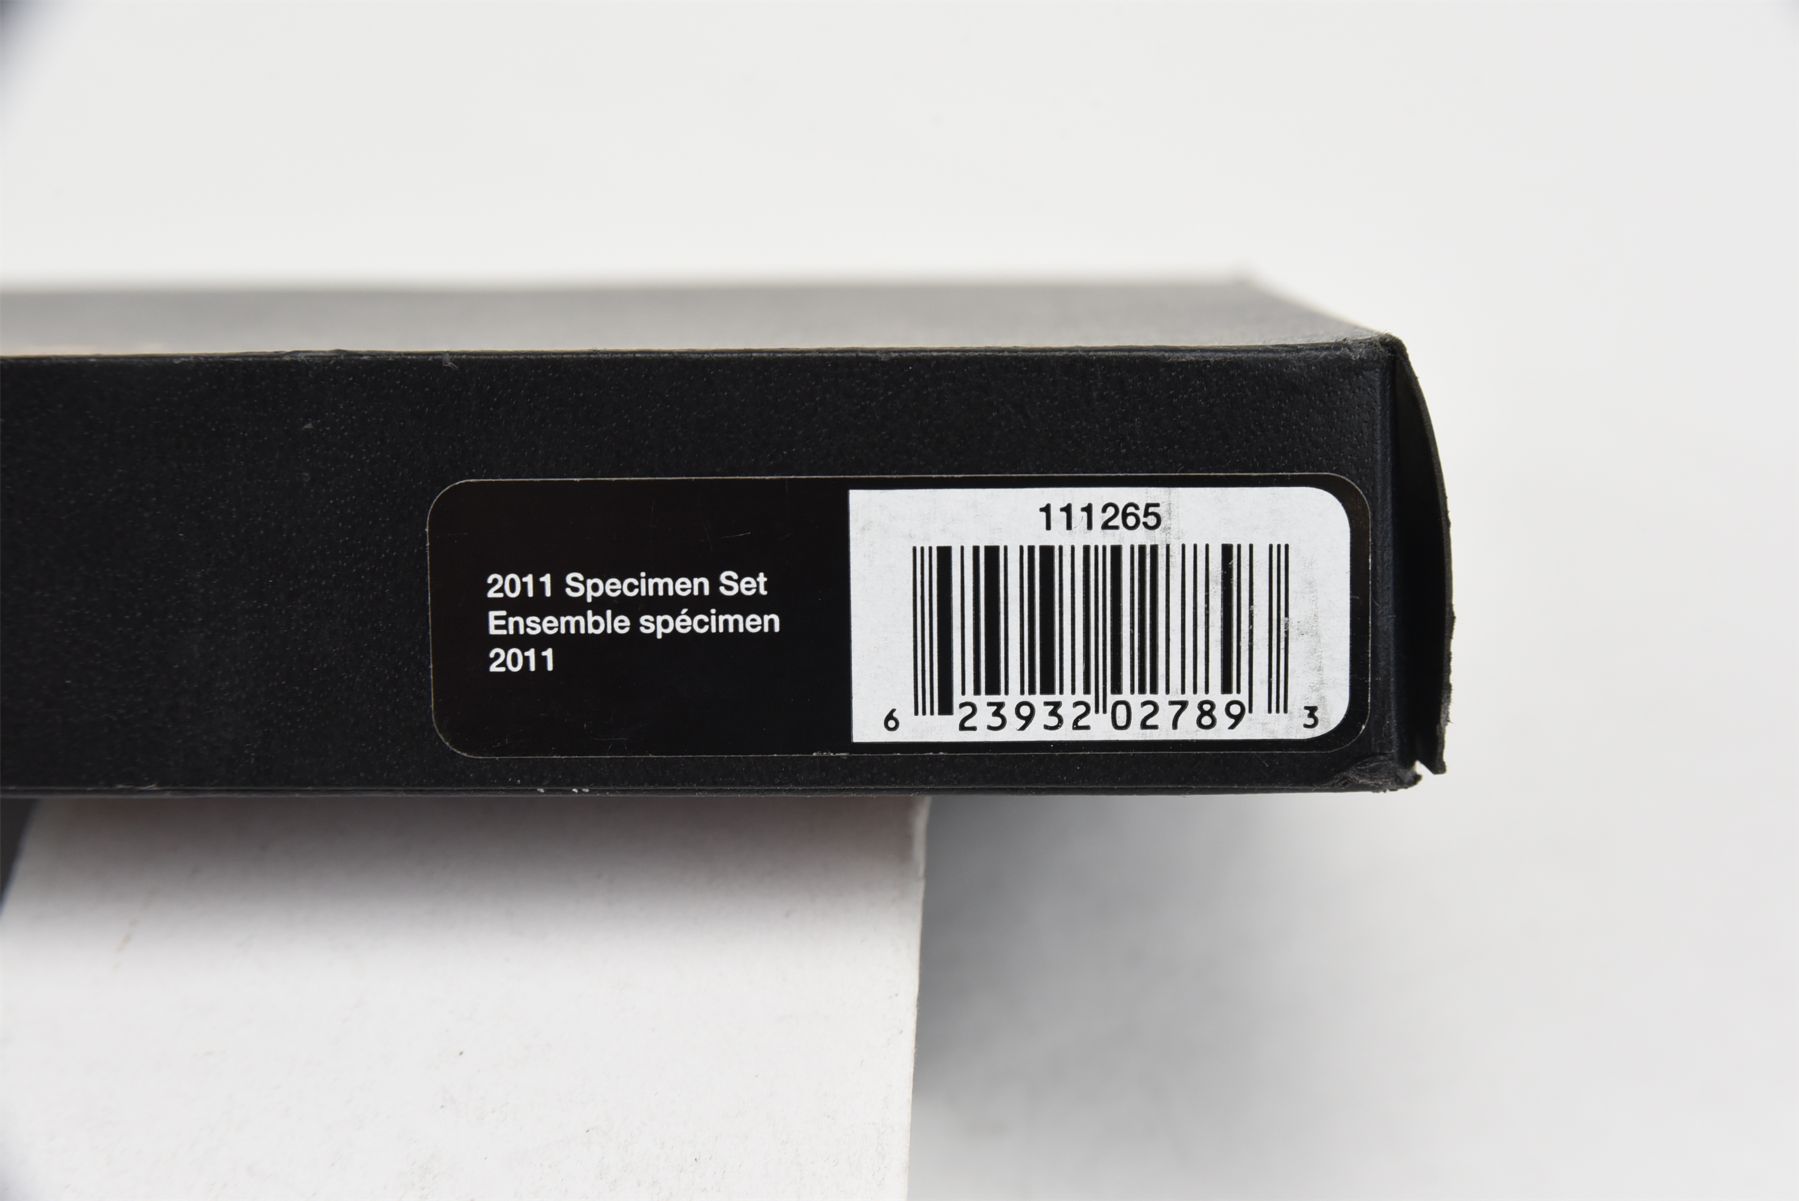 2011 Specimen Set
Ensemble spécimen
2011
111265
6 23932 02789 3